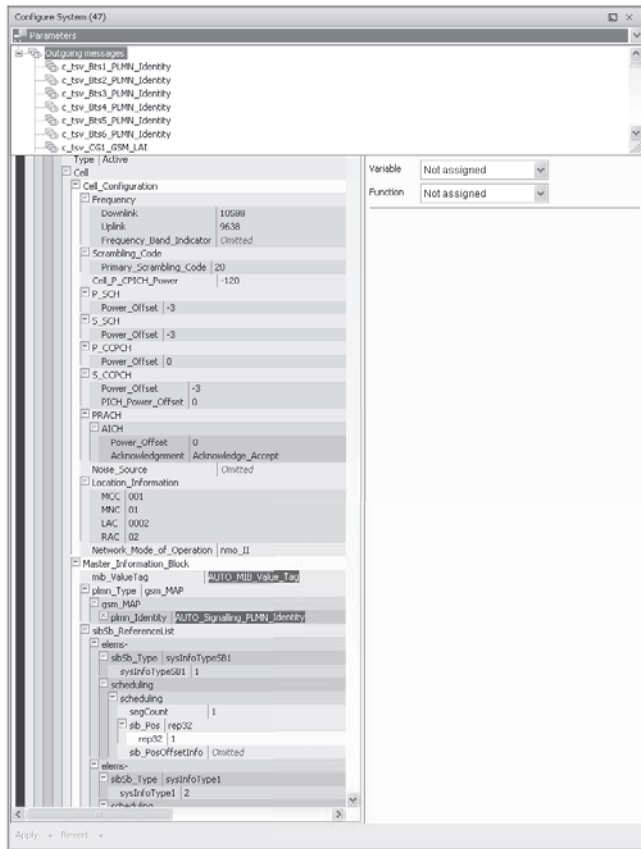 Configure System (47)
Parameters
Outgoing messages
c_tsv_Bts1_PLMN_Identity
c_tsv_Bts2_PLMN_Identity
c_tsv_Bts3_PLMN_Identity
c_tsv_Bts4_PLMN_Identity
c_tsv_Bts5_PLMN_Identity
c_tsv_Bts6_PLMN_Identity
c_tsv_CG1_GSM_LAI
Type Active
Variable Not assigned
Cell
Function Not assigned
Cell_Configuration
Frequency
Downlink 10588
Uplink 9638
Frequency_Band_Indicator Omitted
Scrambling_Code
Primary_Scrambling_Code 20
Cell_P_CPICH_Power -120
P_SCH
Power_Offset -3
S_SCH
Power_Offset -3
P_CCPCH
Power_Offset 0
S_CCPCH
Power_Offset -3
PICH_Power_Offset 0
PRACH
AICH
Power_Offset 0
Acknowledgement Acknowledge_Accept
Noise_Source Omitted
Location_Information
MCC 001
MNC 01
LAC 0002
RAC 02
Network_Mode_of_Operation nmo_II
Master_Information_Block
mib_ValueTag AUTO_MIB_Value_Tag
plmn_Type gsm_MAP
gsm_MAP
plmn_Identity AUTO_Signalling_PLMN_Identity
sibSb_ReferenceList
elems-
sibSb_Type sysInfoTypeSB1
sysInfoTypeSB1 1
scheduling
scheduling
segCount 1
sib_Pos rep32
rep32 1
sib_PosOffsetInfo Omitted
elems-
sibSb_Type sysInfoType1
sysInfoType1 2
scheduling
Apply Revert